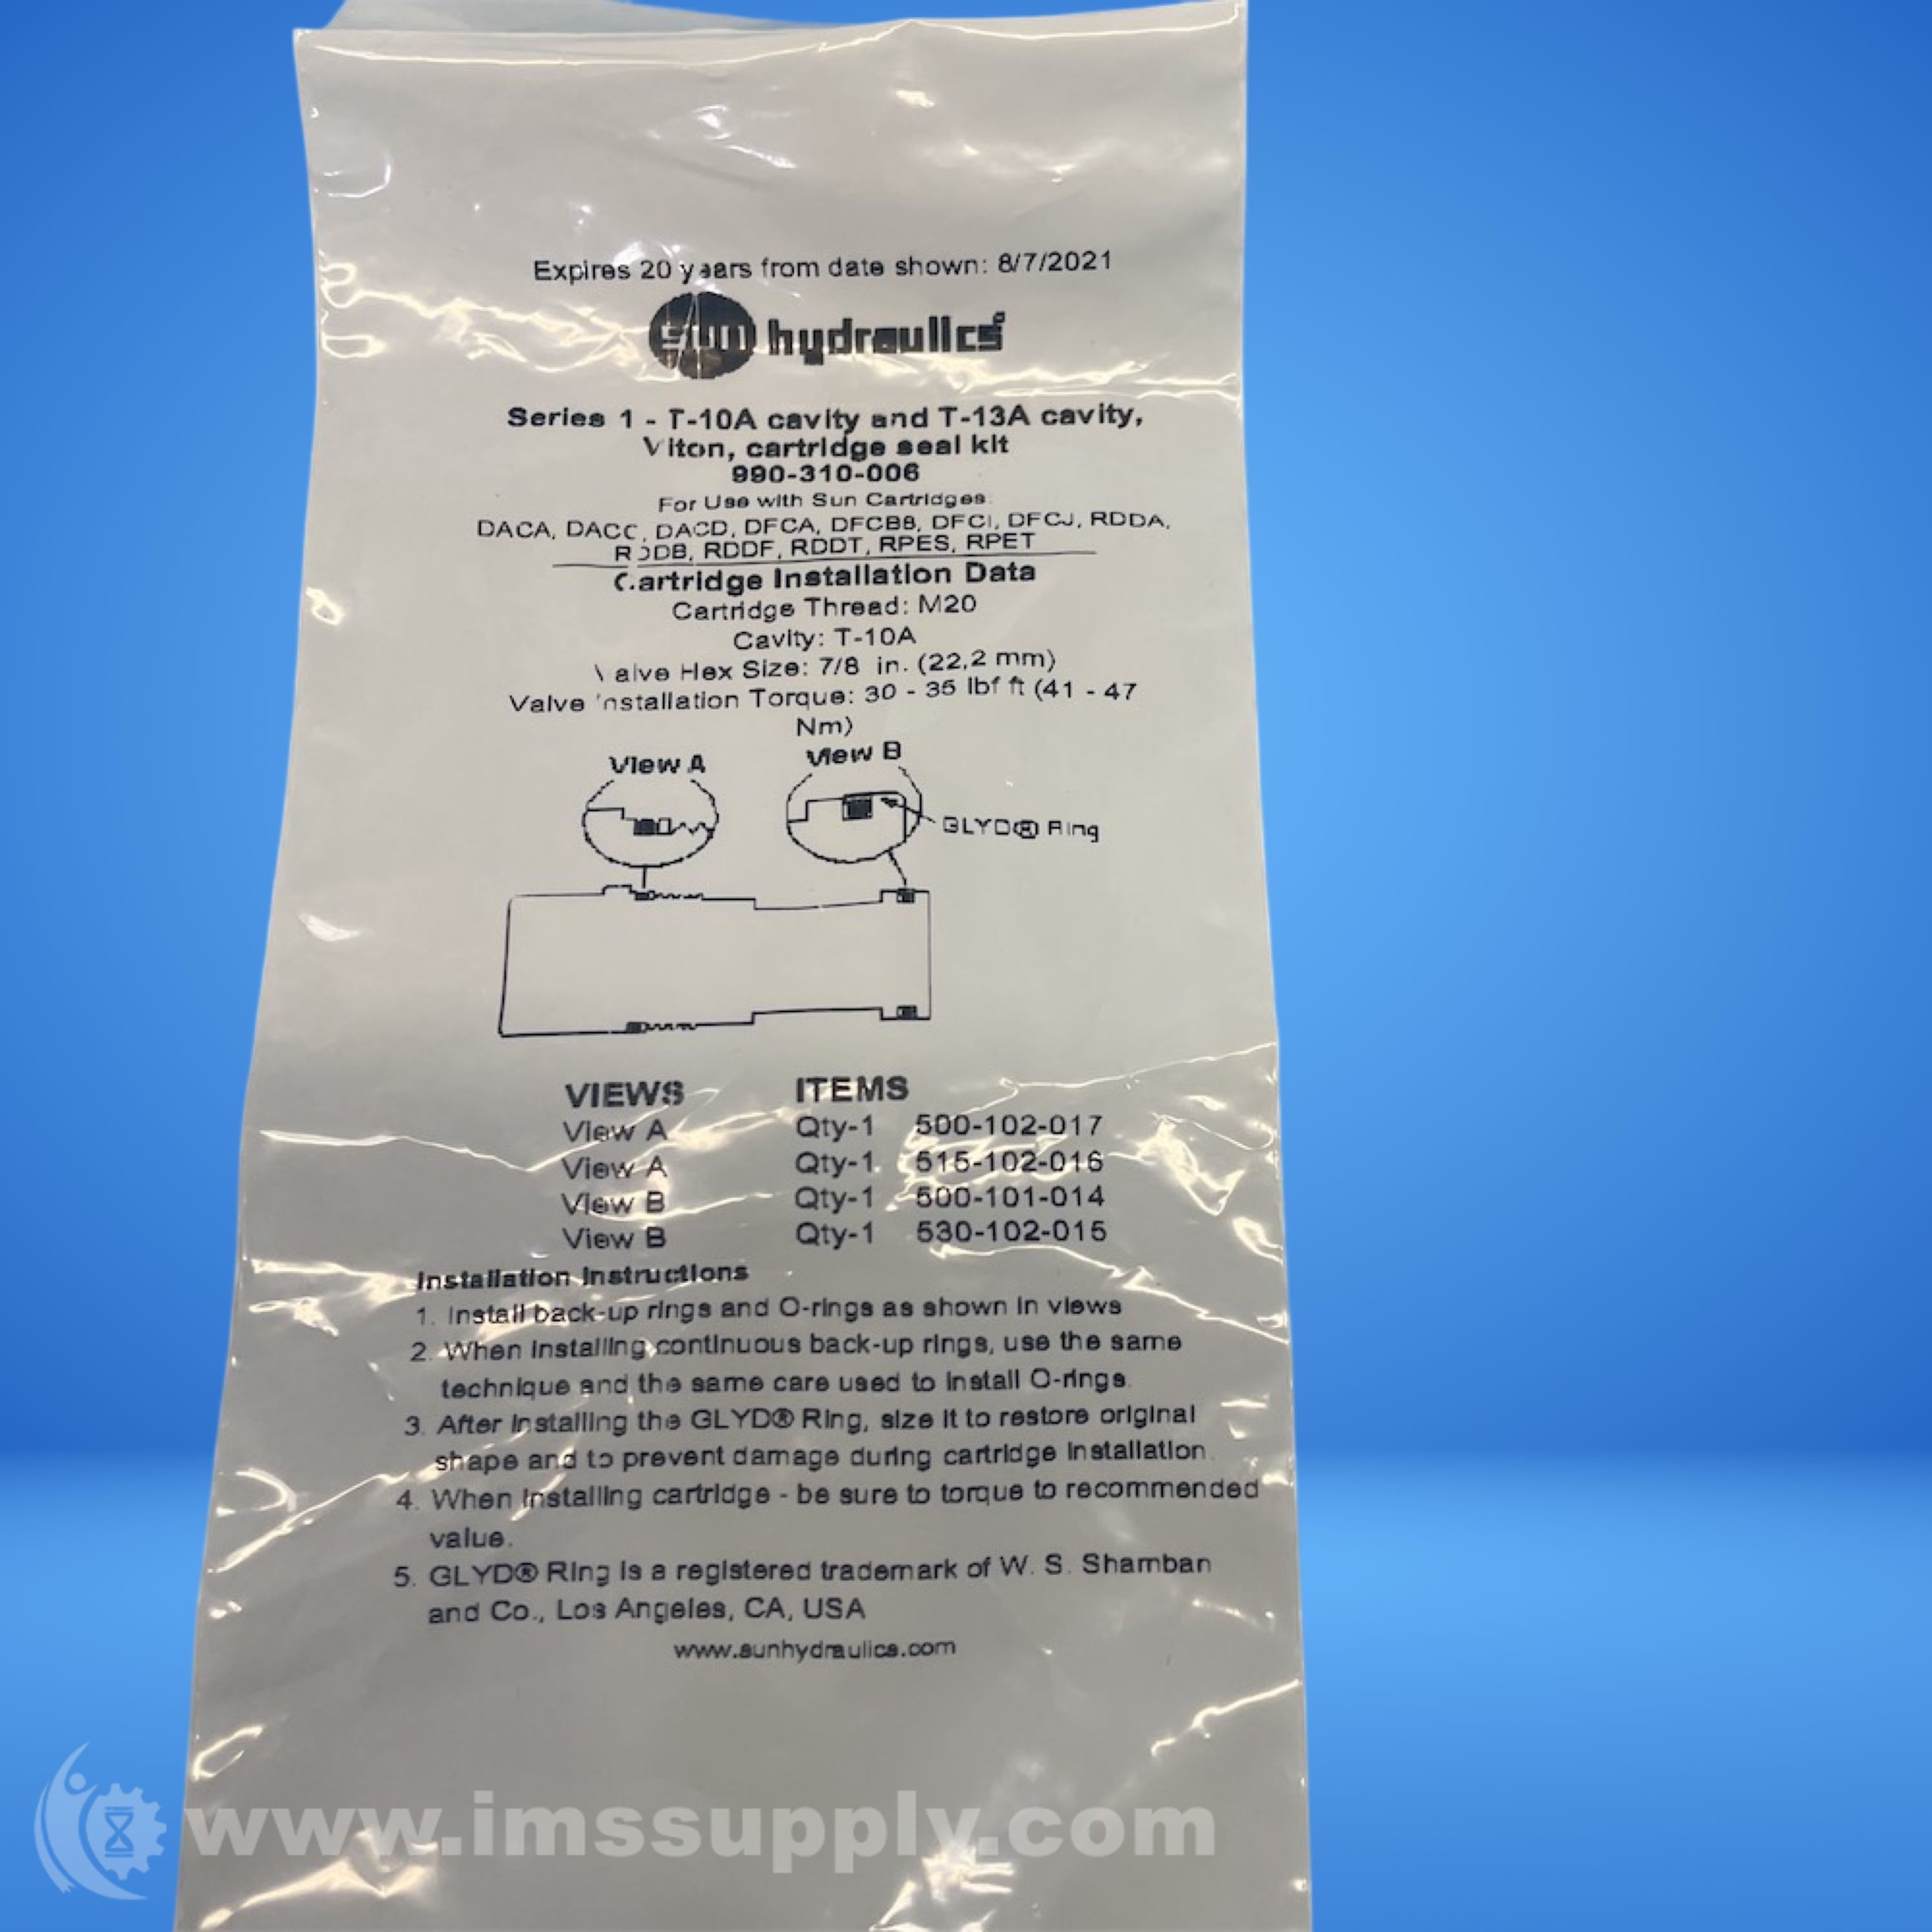 Expires 20 years from date shown: 8/7/2021
sun hydraulics®
Series 1 - T-10A cavity and T-13A cavity,
Viton, cartridge seal kit
990-310-006
For Use with Sun Cartridges:
DACA, DACC, DACD, DFCA, DFCBB, DFCI, DFCJ, RDDA,
RDDB, RDDF, RDDT, RPES, RPET
Cartridge Installation Data
Cartridge Thread: M20
Cavity: T-10A
Valve Hex Size: 7/8 in. (22,2 mm)
Valve Installation Torque: 30 - 35 lbf ft (41 - 47
Nm)
View A View B
GLYD® Ring
VIEWS ITEMS
View A Qty-1 500-102-017
View A Qty-1 515-102-016
View B Qty-1 500-101-014
View B Qty-1 530-102-015
Installation Instructions
1. Install back-up rings and O-rings as shown in views
2. When installing continuous back-up rings, use the same
technique and the same care used to install O-rings.
3. After installing the GLYD® Ring, size it to restore original
shape and to prevent damage during cartridge installation.
4. When installing cartridge - be sure to torque to recommended
value.
5. GLYD® Ring is a registered trademark of W. S. Shamban
and Co., Los Angeles, CA, USA
www.sunhydraulics.com
www.imssupply.com